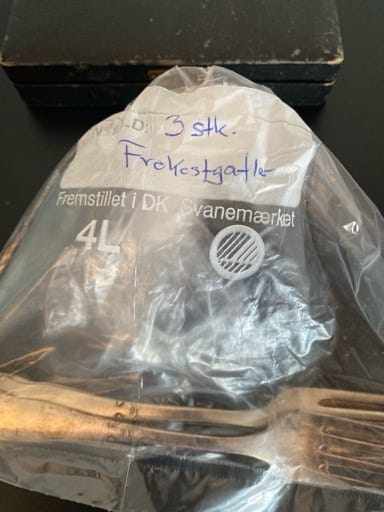 3 stk.
Frokostgafle
Fremstillet i DK Svanemærket
4L